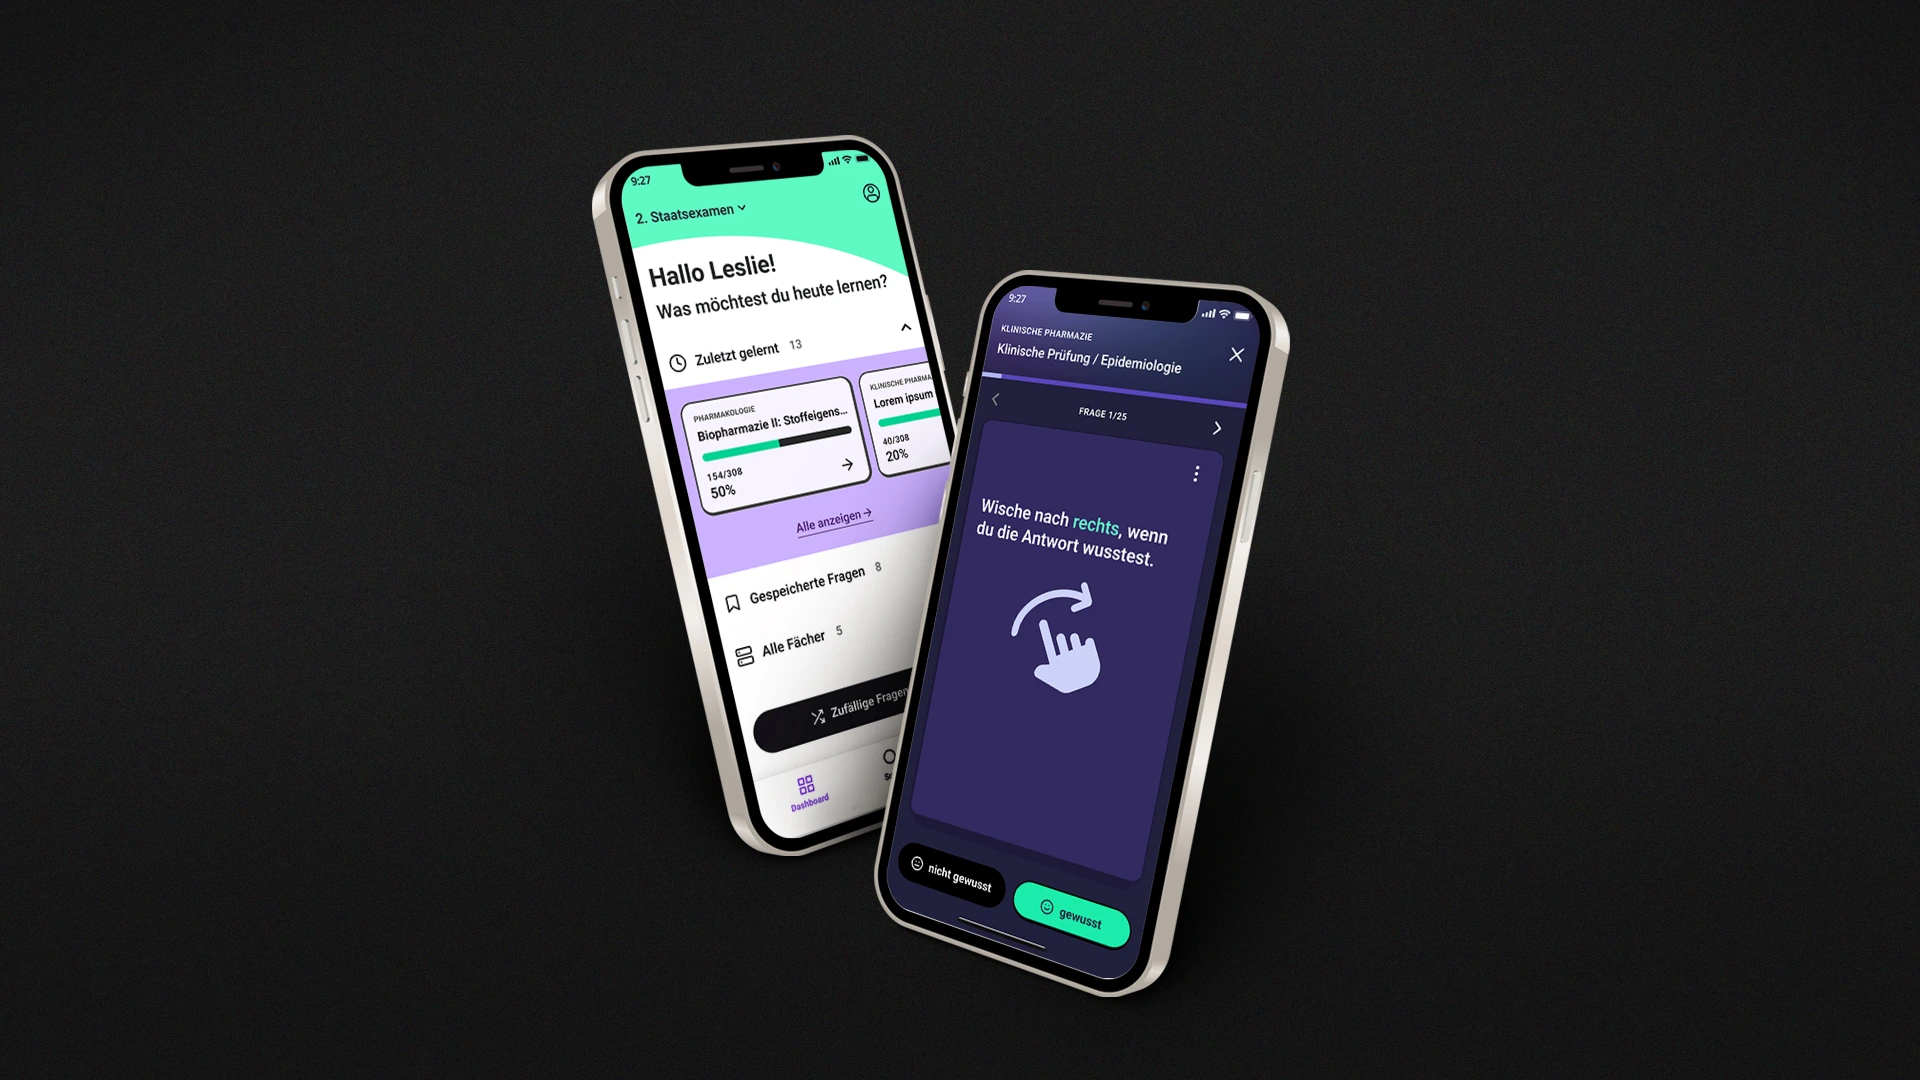 9:27
2. Staatsexamen
Hallo Leslie!
Was möchtest du heute lernen?
Zuletzt gelernt 13
PHARMAKOLOGIE
Biopharmazie II: Stoffeigens...
154/308
50%
KLINISCHE PHARMA
Lorem ipsum
40/308
20%
Alle anzeigen →
Gespeicherte Fragen 8
Alle Fächer 5
Zufällige Fragen
Dashboard
9:27
KLINISCHE PHARMAZIE
Klinische Prüfung / Epidemiologie
FRAGE 1/25
Wische nach rechts, wenn
du die Antwort wusstest.
nicht gewusst
gewusst